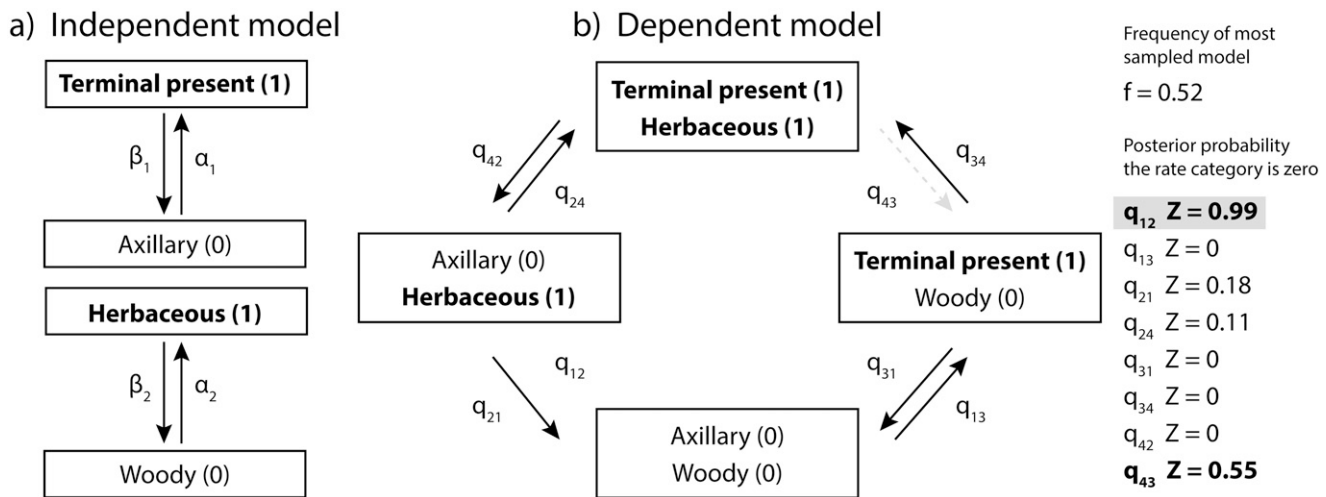 a) Independent model
Terminal present (1)
β₁ α₁
Axillary (0)
Herbaceous (1)
β₂ α₂
Woody (0)
b) Dependent model
Terminal present (1)
Herbaceous (1)
q₄₂
q₂₄
q₃₄
q₄₃
Axillary (0)
Herbaceous (1)
Terminal present (1)
Woody (0)
q₁₂
q₂₁
q₃₁
q₁₃
Axillary (0)
Woody (0)
Frequency of most
sampled model
f = 0.52
Posterior probability
the rate category is zero
q₁₂ Z = 0.99
q₁₃ Z = 0
q₂₁ Z = 0.18
q₂₄ Z = 0.11
q₃₁ Z = 0
q₃₄ Z = 0
q₄₂ Z = 0
q₄₃ Z = 0.55